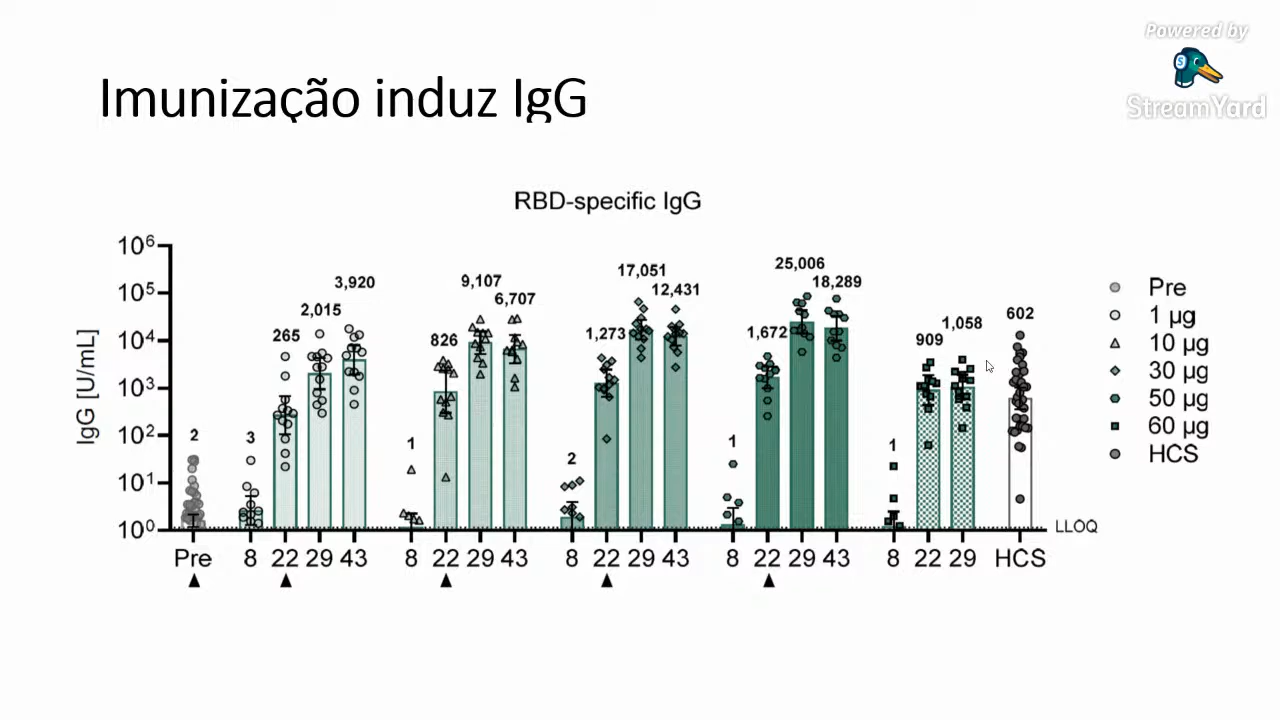 Powered by
StreamYard
Imunização induz IgG
RBD-specific IgG
IgG [U/mL]
10⁶
10⁵
10⁴
10³
10²
10¹
10⁰
2
3
265
2,015
3,920
1
826
9,107
6,707
2
1,273
17,051
12,431
1
1,672
25,006
18,289
1
909
1,058
602
LLOQ
Pre 8 22 29 43 8 22 29 43 8 22 29 43 8 22 29 43 8 22 29 HCS
Pre
1 µg
10 µg
30 µg
50 µg
60 µg
HCS